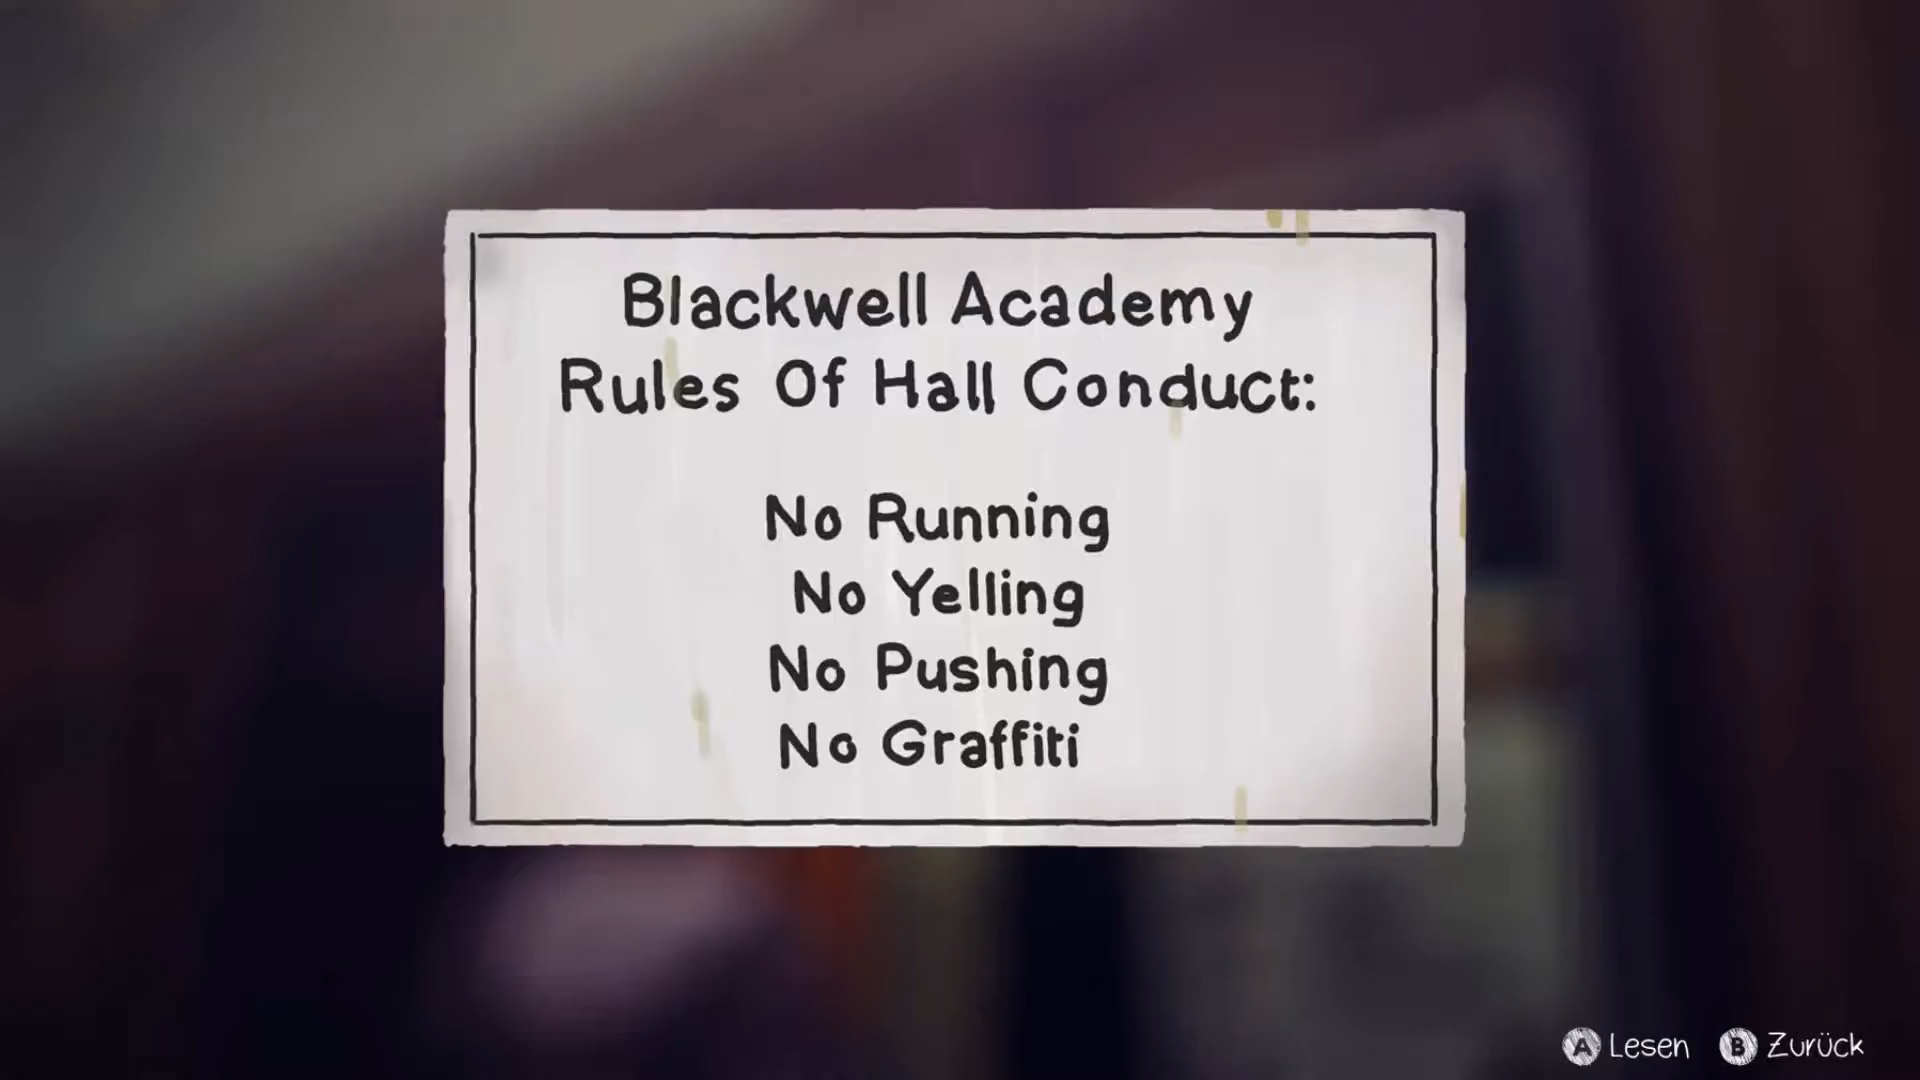 Blackwell Academy
Rules Of Hall Conduct:
No Running
No Yelling
No Pushing
No Graffiti
A Lesen B Zurück